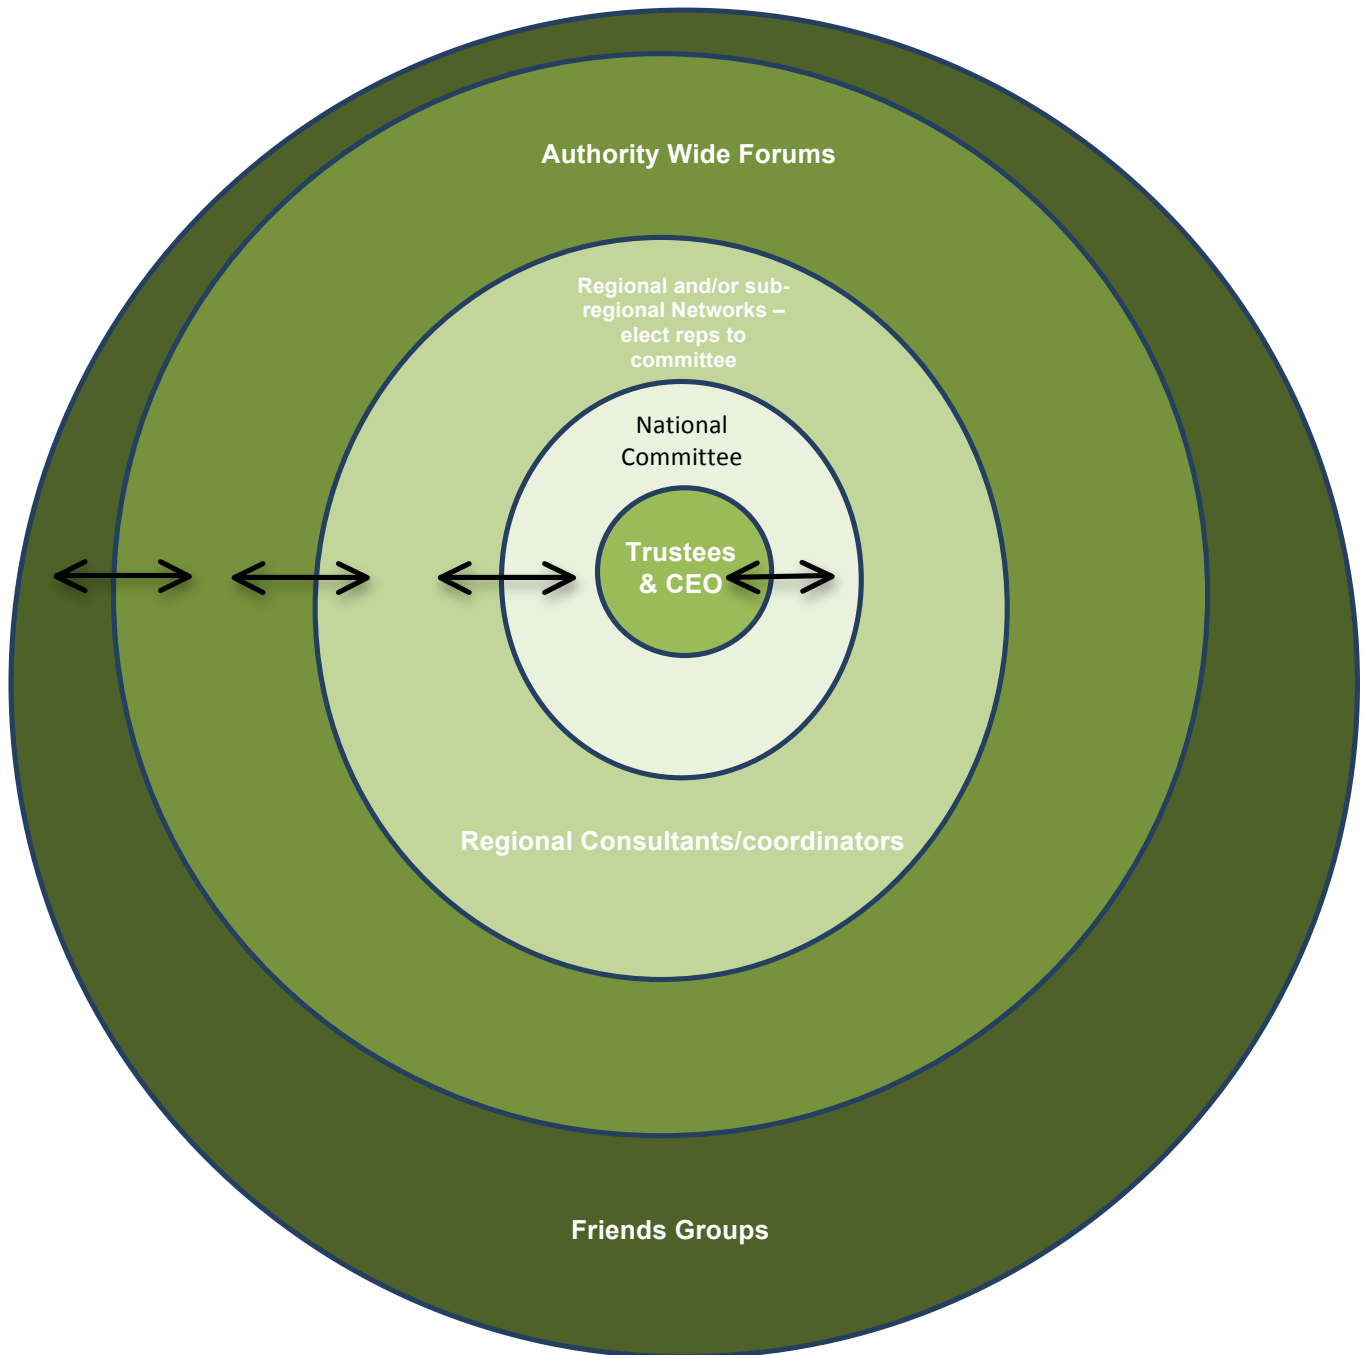 Authority Wide Forums
Regional and/or sub-
regional Networks –
elect reps to
committee
National
Committee
Trustees
& CEO
Regional Consultants/coordinators
Friends Groups